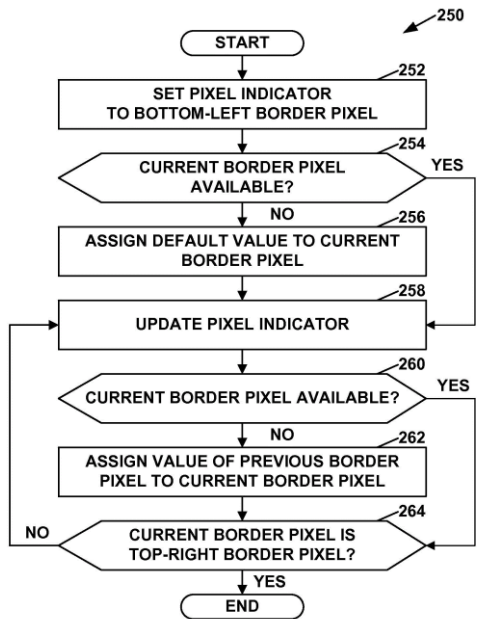 250
START
252
SET PIXEL INDICATOR
TO BOTTOM-LEFT BORDER PIXEL
254
CURRENT BORDER PIXEL
AVAILABLE?
YES
NO
256
ASSIGN DEFAULT VALUE TO CURRENT
BORDER PIXEL
258
UPDATE PIXEL INDICATOR
260
CURRENT BORDER PIXEL AVAILABLE?
YES
NO
262
ASSIGN VALUE OF PREVIOUS BORDER
PIXEL TO CURRENT BORDER PIXEL
264
NO
CURRENT BORDER PIXEL IS
TOP-RIGHT BORDER PIXEL?
YES
END